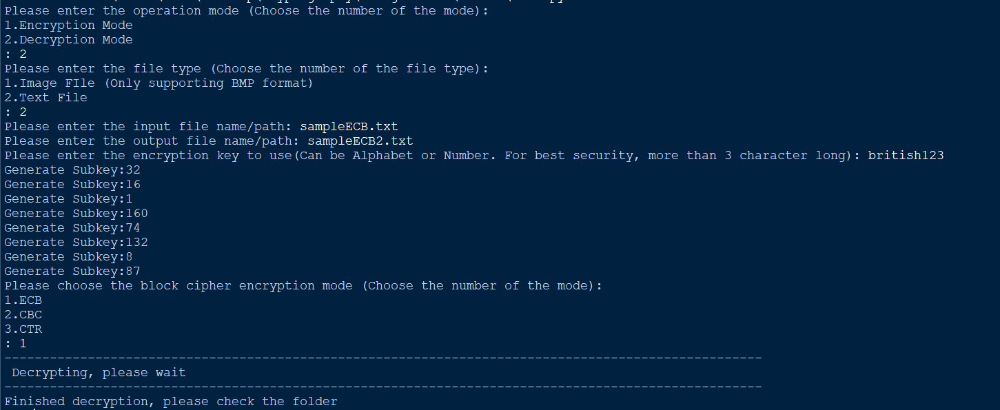 Please enter the operation mode (Choose the number of the mode):
1.Encryption Mode
2.Decryption Mode
: 2
Please enter the file type (Choose the number of the file type):
1.Image FIle (Only supporting BMP format)
2.Text File
: 2
Please enter the input file name/path: sampleECB.txt
Please enter the output file name/path: sampleECB2.txt
Please enter the encryption key to use(Can be Alphabet or Number. For best security, more than 3 character long): british123
Generate Subkey:32
Generate Subkey:16
Generate Subkey:1
Generate Subkey:160
Generate Subkey:74
Generate Subkey:132
Generate Subkey:8
Generate Subkey:87
Please choose the block cipher encryption mode (Choose the number of the mode):
1.ECB
2.CBC
3.CTR
: 1
----------------------------------------------------------------------------------------------------
Decrypting, please wait
----------------------------------------------------------------------------------------------------
Finished decryption, please check the folder